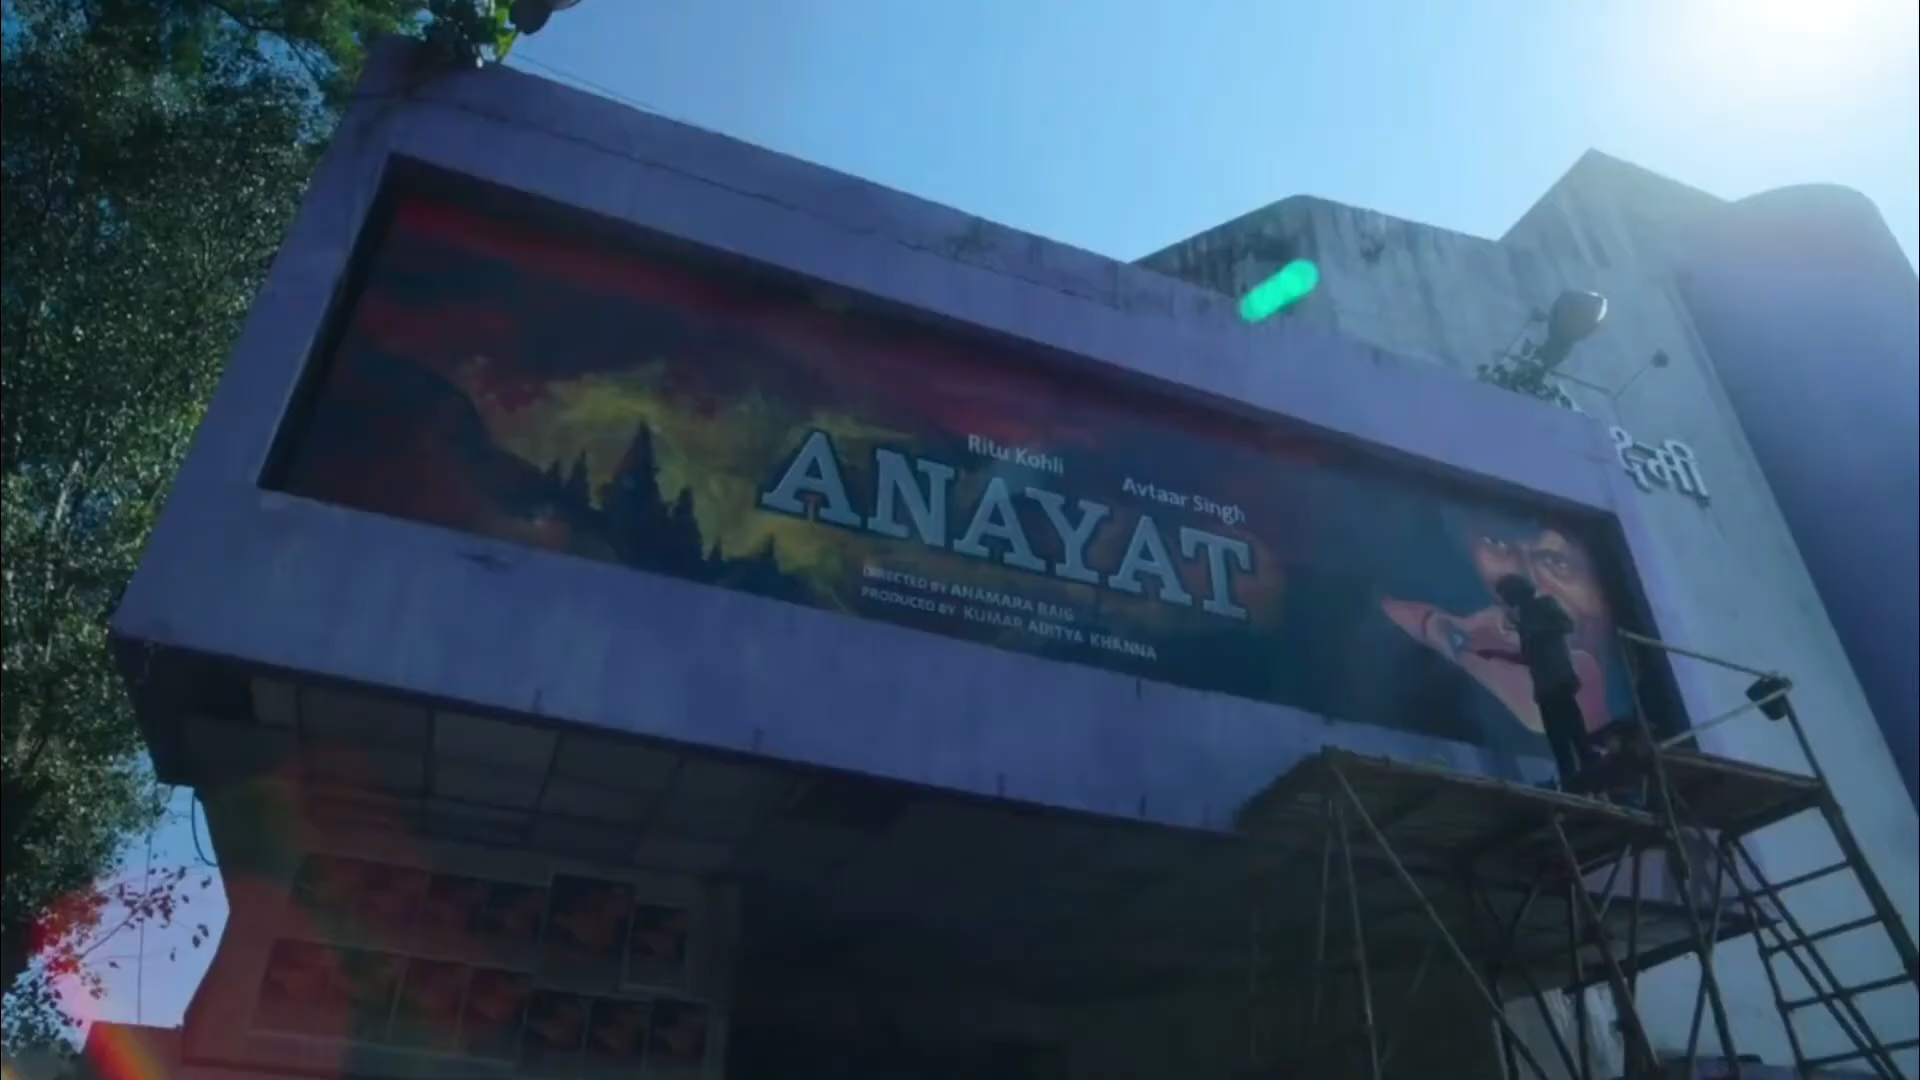 Ritu Kohli
Avtaar Singh
ANAYAT
DIRECTED BY ANAMARA BAIG
PRODUCED BY KUMAR ADITYA KHANNA